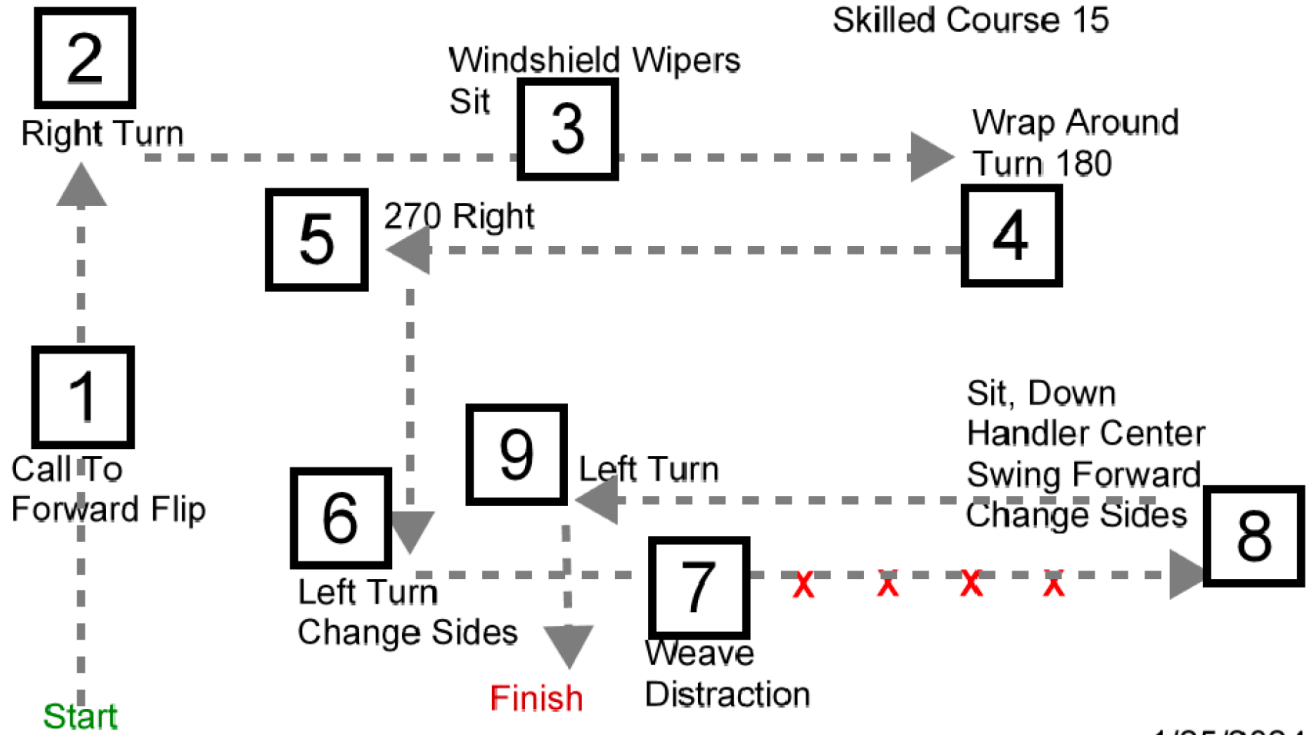 Skilled Course 15
2
Right Turn
Windshield Wipers
Sit
3
Wrap Around
Turn 180
4
5
270 Right
1
Call To
Forward Flip
9
Left Turn
Sit, Down
Handler Center
Swing Forward
Change Sides
8
6
Left Turn
Change Sides
7
X X X X
Weave
Distraction
Finish
Start